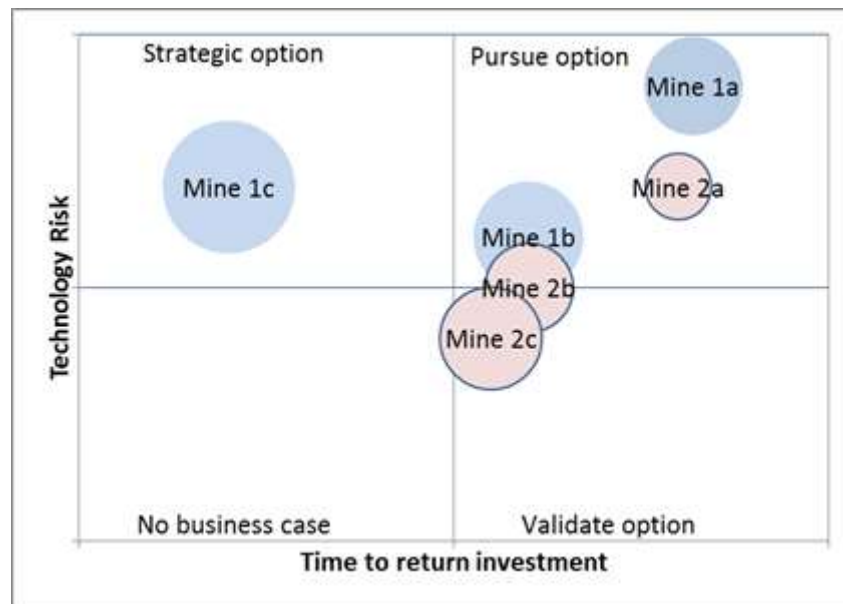 Strategic option
Pursue option
Mine 1a
Mine 1c
Mine 2a
Mine 1b
Mine 2b
Mine 2c
Technology Risk
No business case
Validate option
Time to return investment